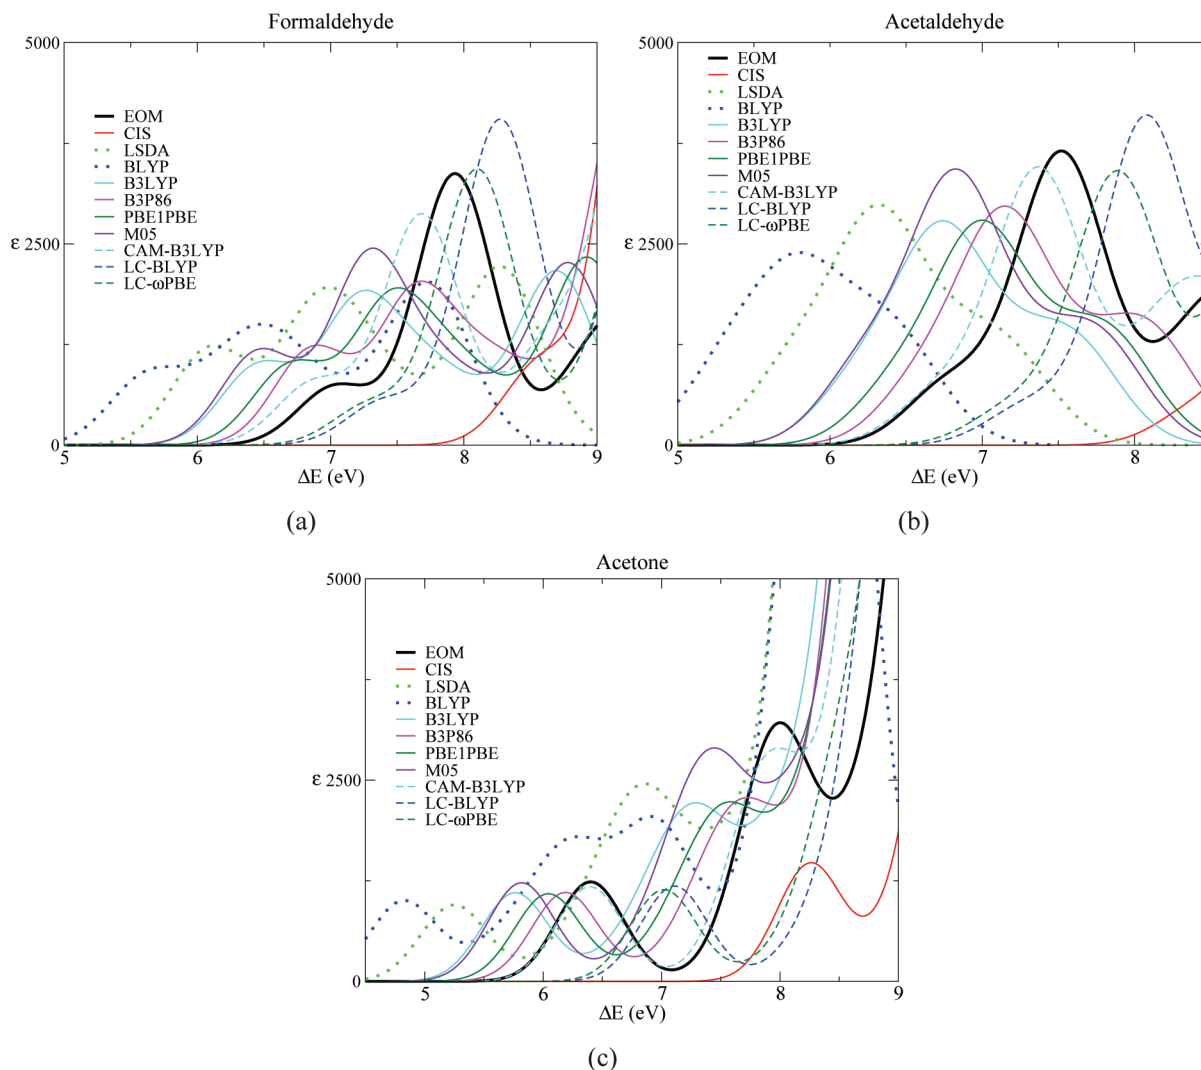 Formaldehyde
5000
EOM
CIS
LSDA
BLYP
B3LYP
B3P86
PBE1PBE
M05
CAM-B3LYP
LC-BLYP
LC-ωPBE
ε 2500
0
5 6 7 8 9
ΔE (eV)
(a)
Acetaldehyde
5000
EOM
CIS
LSDA
BLYP
B3LYP
B3P86
PBE1PBE
M05
CAM-B3LYP
LC-BLYP
LC-ωPBE
ε 2500
0
5 6 7 8
ΔE (eV)
(b)
Acetone
5000
EOM
CIS
LSDA
BLYP
B3LYP
B3P86
PBE1PBE
M05
CAM-B3LYP
LC-BLYP
LC-ωPBE
ε 2500
0
5 6 7 8 9
ΔE (eV)
(c)